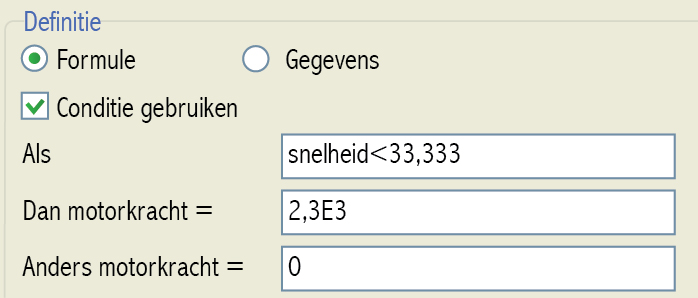 Definitie
Formule Gegevens
Conditie gebruiken
Als snelheid<33,333
Dan motorkracht = 2,3E3
Anders motorkracht = 0